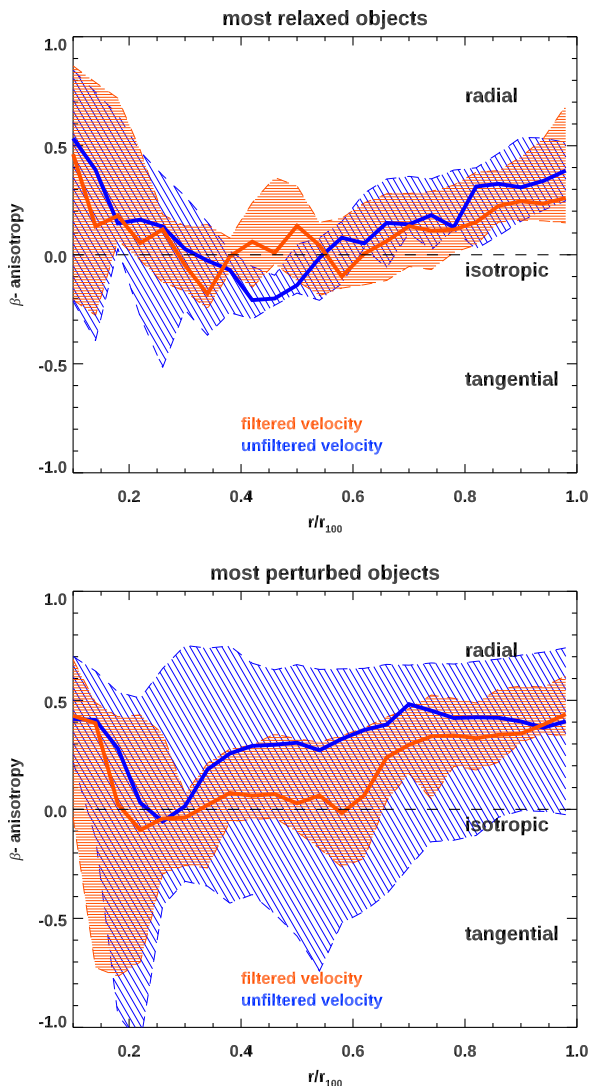 most relaxed objects
1.0
radial
0.5
β- anisotropy
0.0
isotropic
-0.5
tangential
filtered velocity
unfiltered velocity
-1.0
0.2 0.4 0.6 0.8 1.0
r/r100
most perturbed objects
1.0
radial
0.5
β- anisotropy
0.0
isotropic
-0.5
tangential
filtered velocity
unfiltered velocity
-1.0
0.2 0.4 0.6 0.8 1.0
r/r100